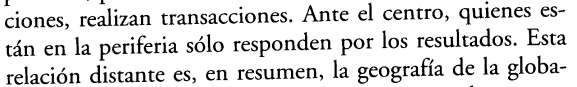 ciones, realizan transacciones. Ante el centro, quienes es-
tán en la periferia sólo responden por los resultados. Esta
relación distante es, en resumen, la geografía de la globa-